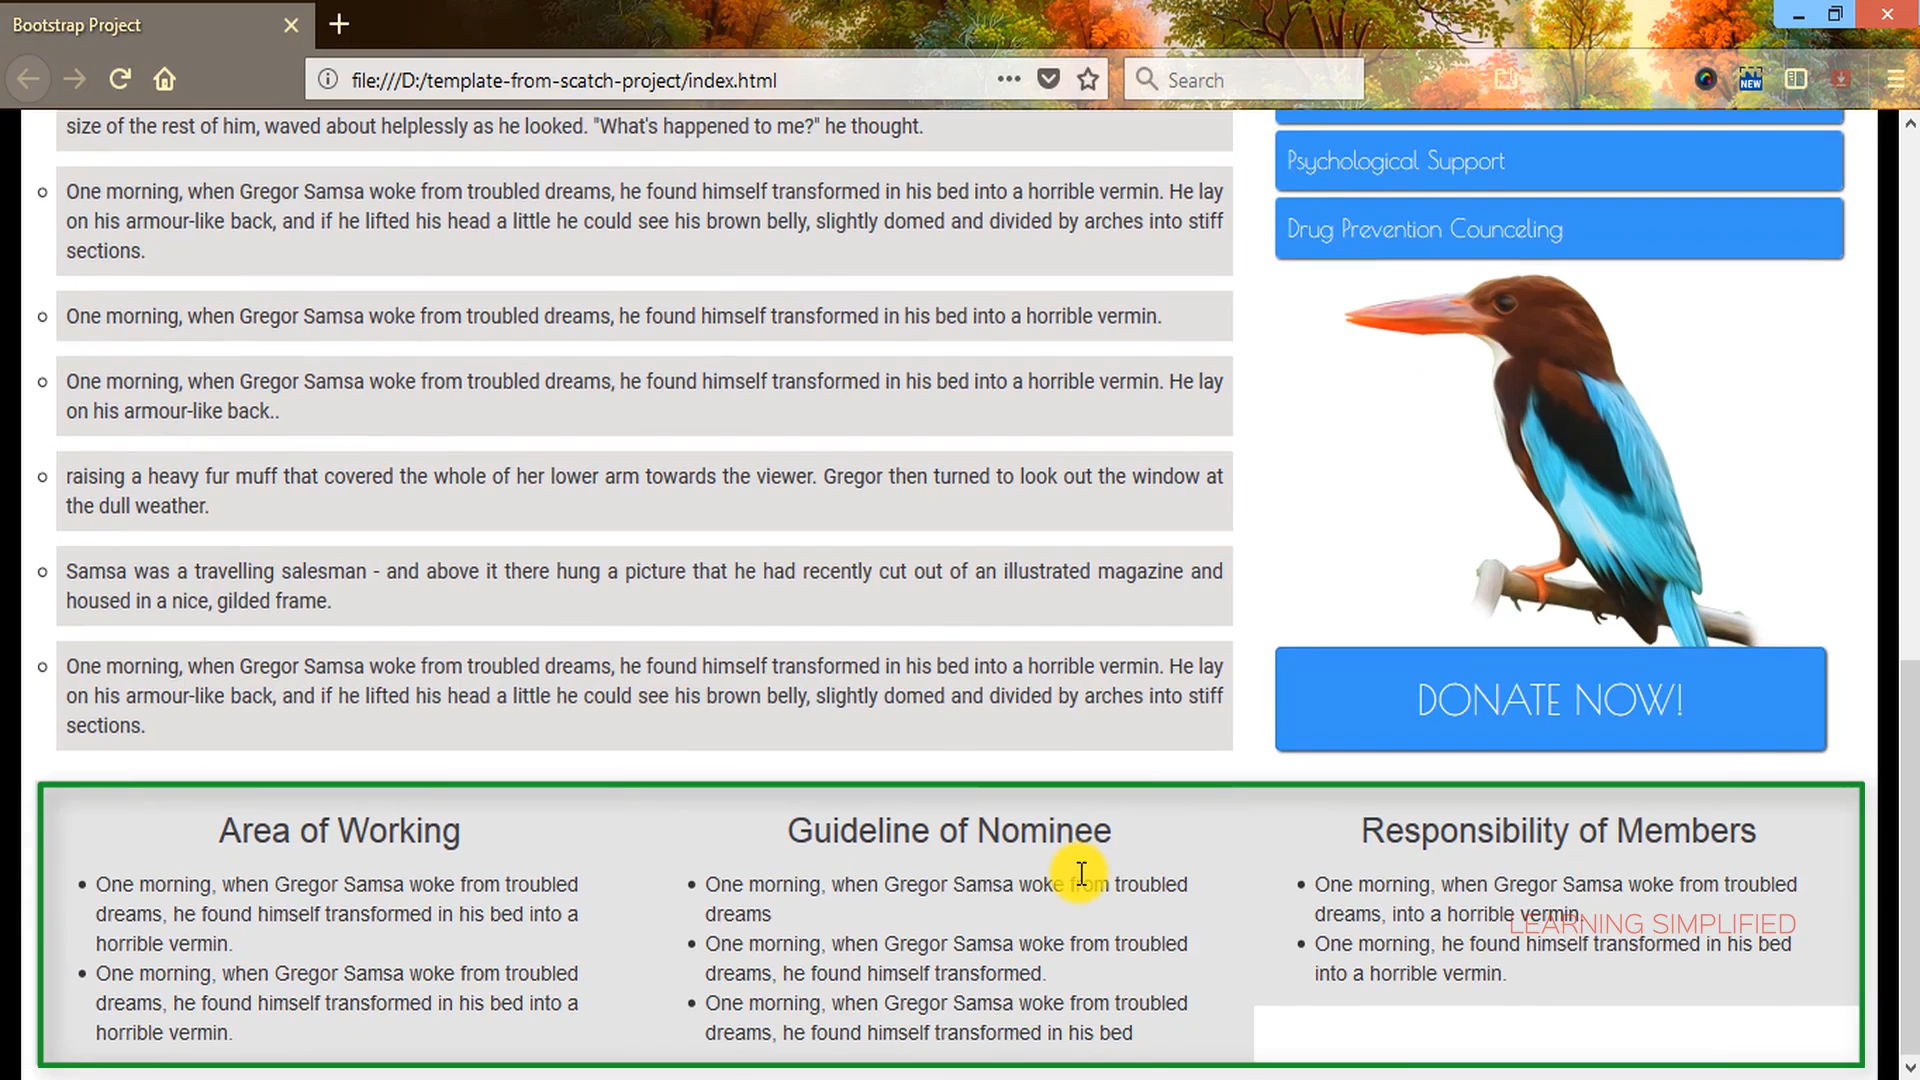 Bootstrap Project
file:///D:/template-from-scatch-project/index.html
Search
NEW
size of the rest of him, waved about helplessly as he looked. "What's happened to me?" he thought.
One morning, when Gregor Samsa woke from troubled dreams, he found himself transformed in his bed into a horrible vermin. He lay
on his armour-like back, and if he lifted his head a little he could see his brown belly, slightly domed and divided by arches into stiff
sections.
One morning, when Gregor Samsa woke from troubled dreams, he found himself transformed in his bed into a horrible vermin.
One morning, when Gregor Samsa woke from troubled dreams, he found himself transformed in his bed into a horrible vermin. He lay
on his armour-like back..
raising a heavy fur muff that covered the whole of her lower arm towards the viewer. Gregor then turned to look out the window at
the dull weather.
Samsa was a travelling salesman - and above it there hung a picture that he had recently cut out of an illustrated magazine and
housed in a nice, gilded frame.
One morning, when Gregor Samsa woke from troubled dreams, he found himself transformed in his bed into a horrible vermin. He lay
on his armour-like back, and if he lifted his head a little he could see his brown belly, slightly domed and divided by arches into stiff
sections.
Psychological Support
Drug Prevention Counceling
DONATE NOW!
Area of Working
One morning, when Gregor Samsa woke from troubled
dreams, he found himself transformed in his bed into a
horrible vermin.
One morning, when Gregor Samsa woke from troubled
dreams, he found himself transformed in his bed into a
horrible vermin.
Guideline of Nominee
One morning, when Gregor Samsa woke from troubled
dreams
One morning, when Gregor Samsa woke from troubled
dreams, he found himself transformed.
One morning, when Gregor Samsa woke from troubled
dreams, he found himself transformed in his bed
Responsibility of Members
One morning, when Gregor Samsa woke from troubled
dreams, into a horrible vermin.
One morning, he found himself transformed in his bed
into a horrible vermin.
LEARNING SIMPLIFIED